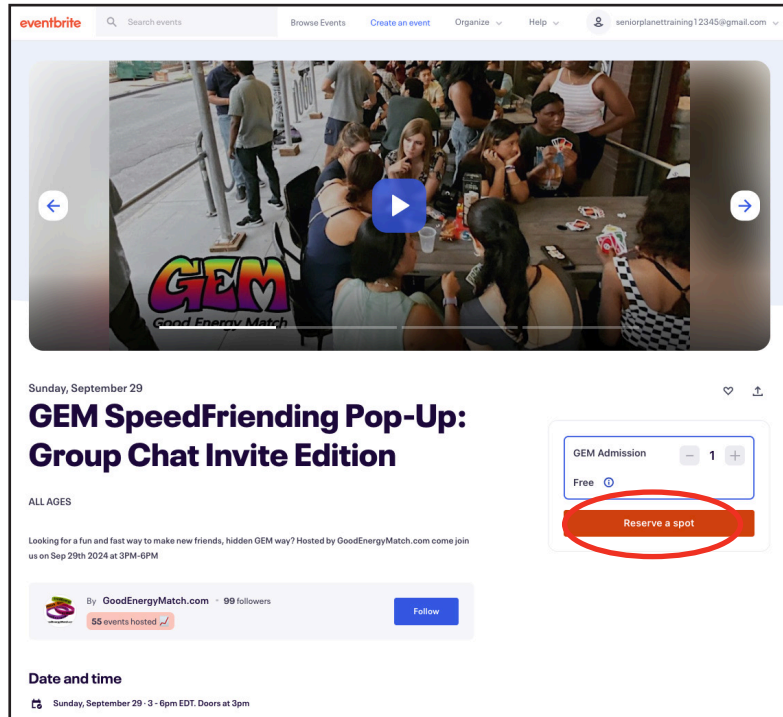 eventbrite
Search events
Browse Events
Create an event
Organize
Help
seniorplanettraining12345@gmail.com
GEM
Good Energy Match
Sunday, September 29
GEM SpeedFriending Pop-Up:
Group Chat Invite Edition
GEM Admission
1
Free
Reserve a spot
ALL AGES
Looking for a fun and fast way to make new friends, hidden GEM way? Hosted by GoodEnergyMatch.com come join
us on Sep 29th 2024 at 3PM-6PM
By GoodEnergyMatch.com • 99 followers
55 events hosted
Follow
Date and time
Sunday, September 29 · 3 - 6pm EDT. Doors at 3pm